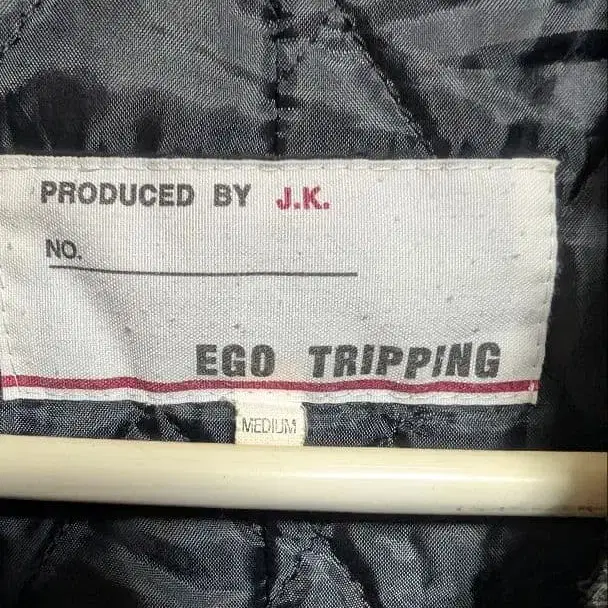 PRODUCED BY J.K.
NO.
EGO TRIPPING
MEDIUM